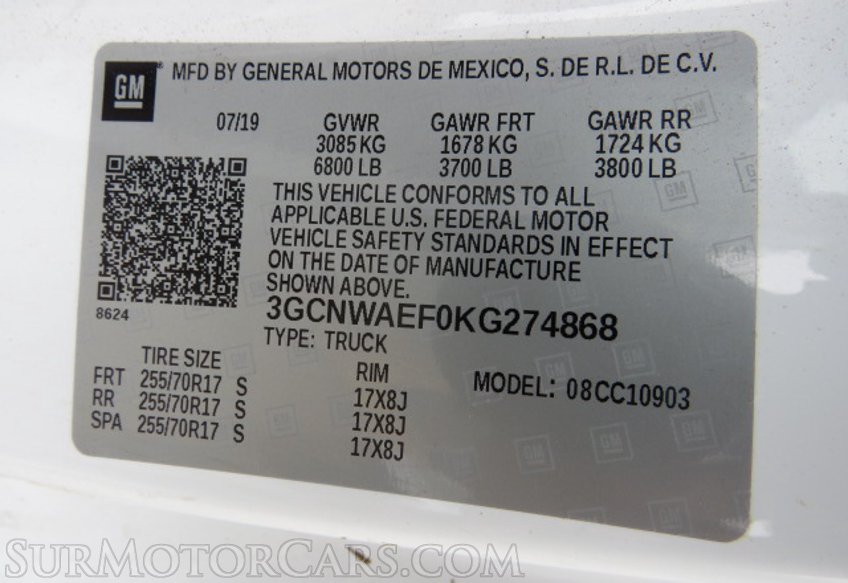 GM MFD BY GENERAL MOTORS DE MEXICO, S. DE R.L. DE C.V.
07/19 GVWR GAWR FRT GAWR RR
3085 KG 1678 KG 1724 KG
6800 LB 3700 LB 3800 LB
THIS VEHICLE CONFORMS TO ALL
APPLICABLE U.S. FEDERAL MOTOR
VEHICLE SAFETY STANDARDS IN EFFECT
ON THE DATE OF MANUFACTURE
SHOWN ABOVE.
8624
3GCNWAEF0KG274868
TYPE: TRUCK
TIRE SIZE RIM MODEL: 08CC10903
FRT 255/70R17 S 17X8J
RR 255/70R17 S 17X8J
SPA 255/70R17 S 17X8J
SURMOTORCARS.COM